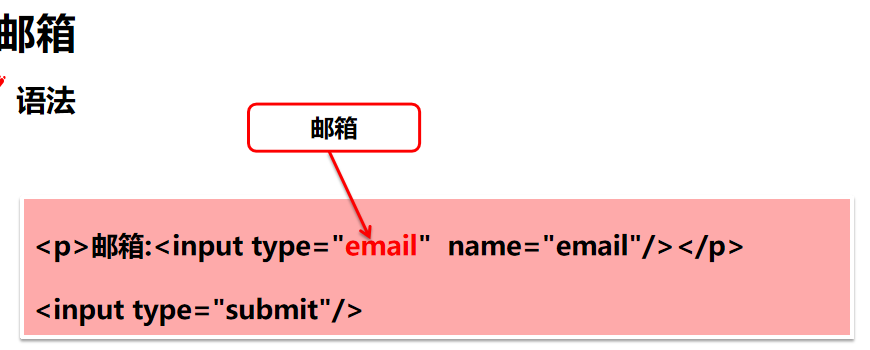 邮箱
语法
邮箱
<p>邮箱:<input type="email"  name="email"/></p>
<input type="submit"/>